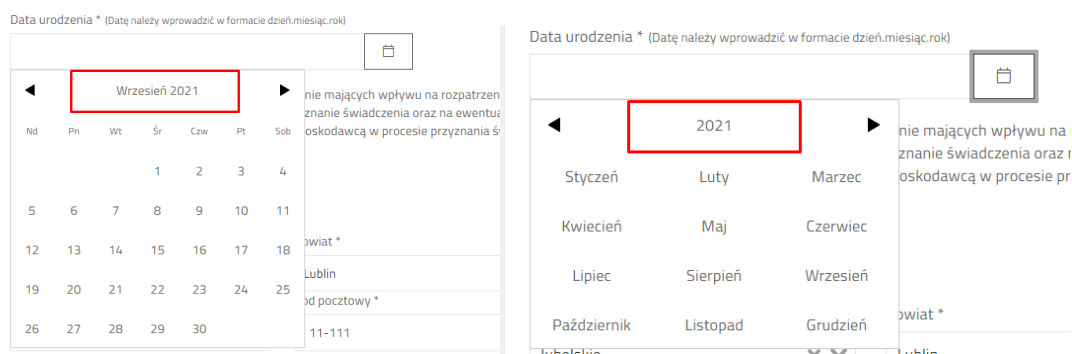 Data urodzenia * (Datę należy wprowadzić w formacie dzień.miesiąc.rok)
Wrzesień 2021
Nd Pn Wt Śr Czw Pt Sob
1 2 3 4
5 6 7 8 9 10 11
12 13 14 15 16 17 18
19 20 21 22 23 24 25
26 27 28 29 30
nie mających wpływu na rozpatrzen
znanie świadczenia oraz na ewentua
oskodawcą w procesie przyznania ś
owiat *
Lublin
od pocztowy *
11-111
Data urodzenia * (Datę należy wprowadzić w formacie dzień.miesiąc.rok)
2021
Styczeń Luty Marzec
Kwiecień Maj Czerwiec
Lipiec Sierpień Wrzesień
Październik Listopad Grudzień
nie mających wpływu na
znanie świadczenia oraz
oskodawcą w procesie pr
owiat *
lubelskie
Lublin